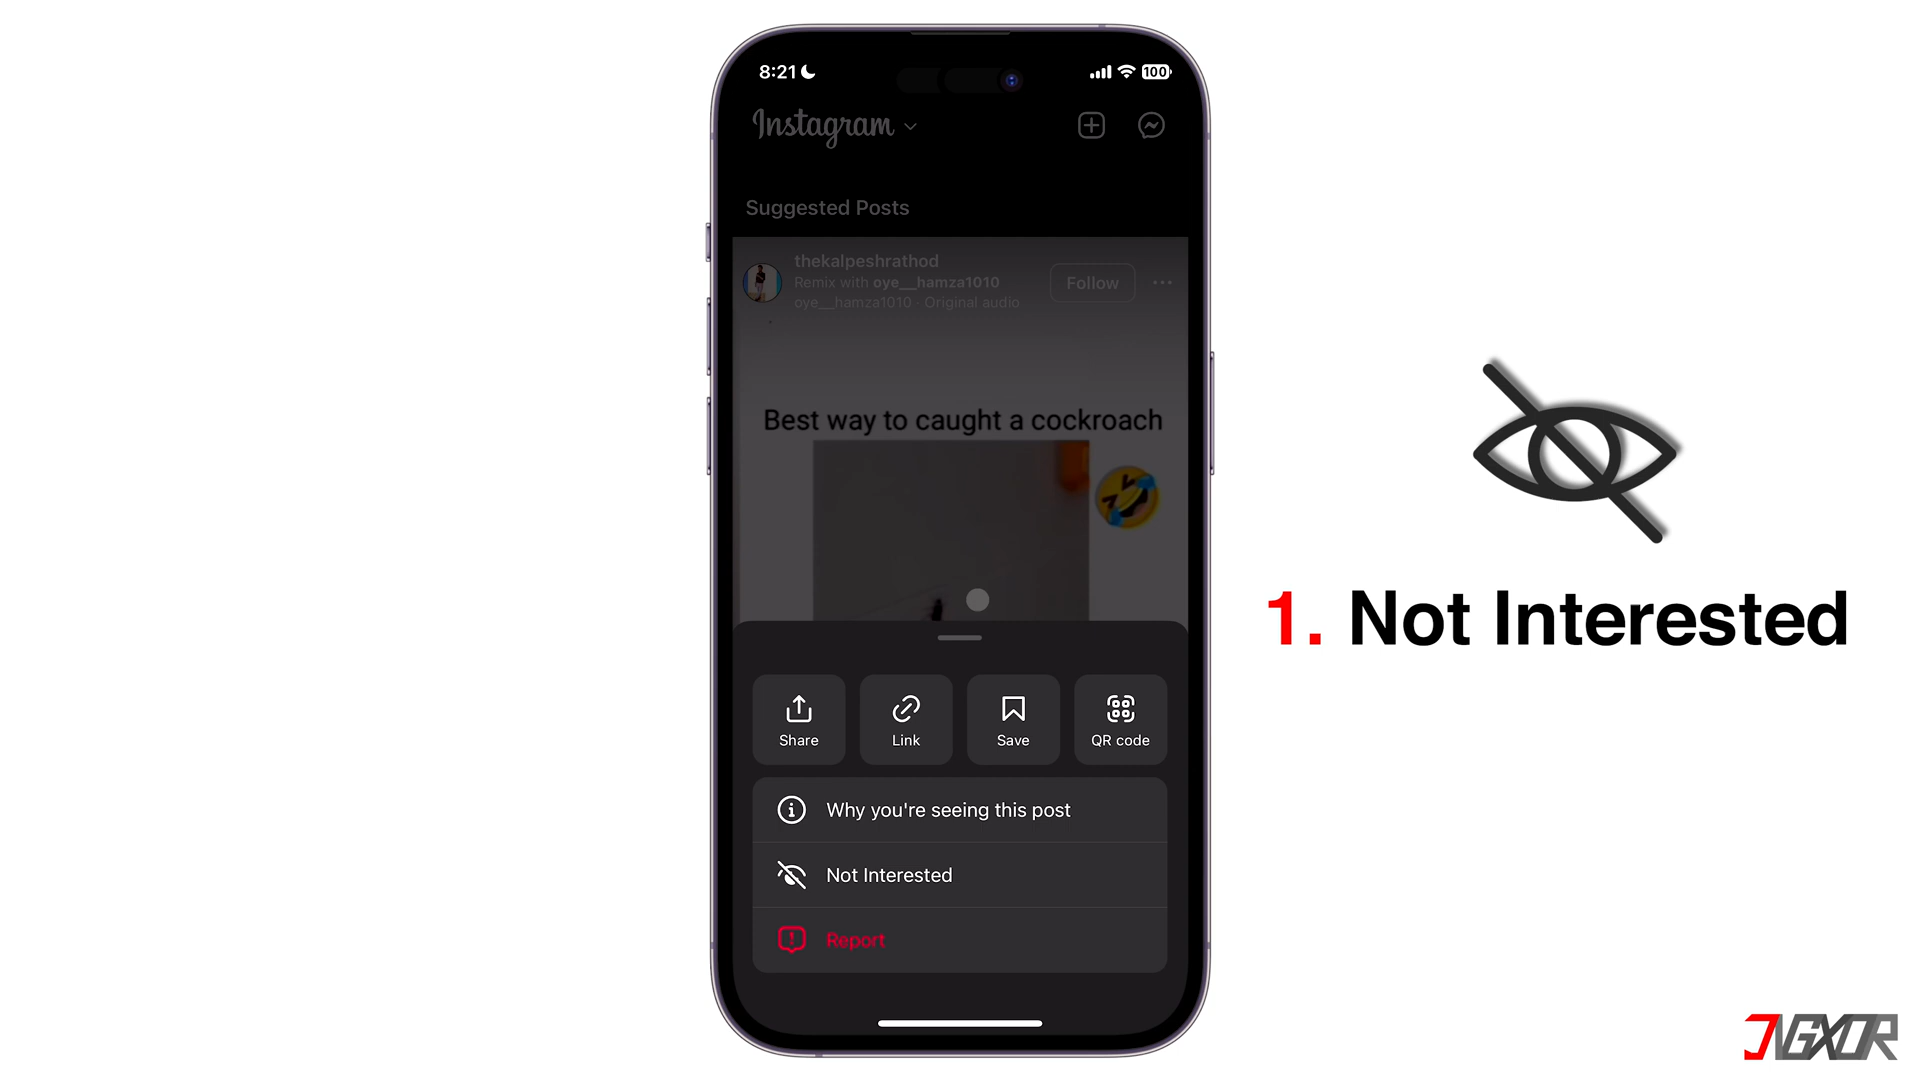 8:21
100
Instagram
Suggested Posts
thekalpeshrathod
Remix with oye__hamza1010
oye__hamza1010 · Original audio
Follow
Best way to caught a cockroach
Share
Link
Save
QR code
Why you're seeing this post
Not Interested
Report
1. Not Interested
JVGXOR